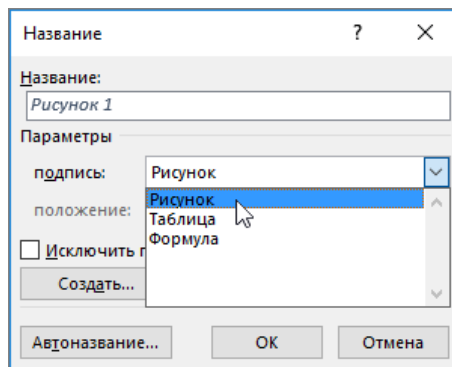 Название
Название:
Рисунок 1
Параметры
подпись:
Рисунок
Рисунок
положение:
Таблица
Формула
Исключить
Создать...
Автоназвание...
ОК
Отмена